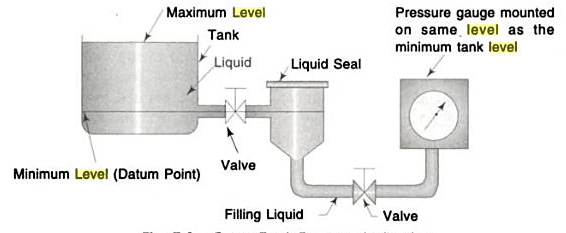 Maximum Level
Tank
Liquid
Liquid Seal
Pressure gauge mounted
on same level as the
minimum tank level
Minimum Level (Datum Point)
Valve
Filling Liquid
Valve